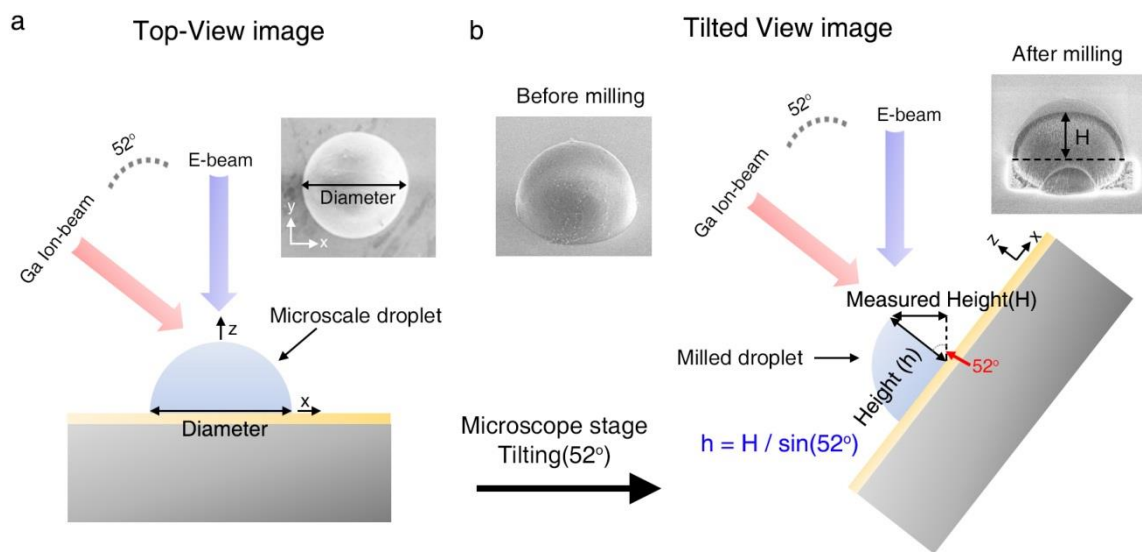 a
Top-View image
52°
E-beam
Ga Ion-beam
Diameter
y
x
z
Microscale droplet
x
Diameter
b
Tilted View image
Before milling
After milling
H
52°
E-beam
Ga Ion-beam
z
x
Measured Height(H)
Milled droplet
Height (h)
52°
h = H / sin(52°)
Microscope stage
Tilting(52°)